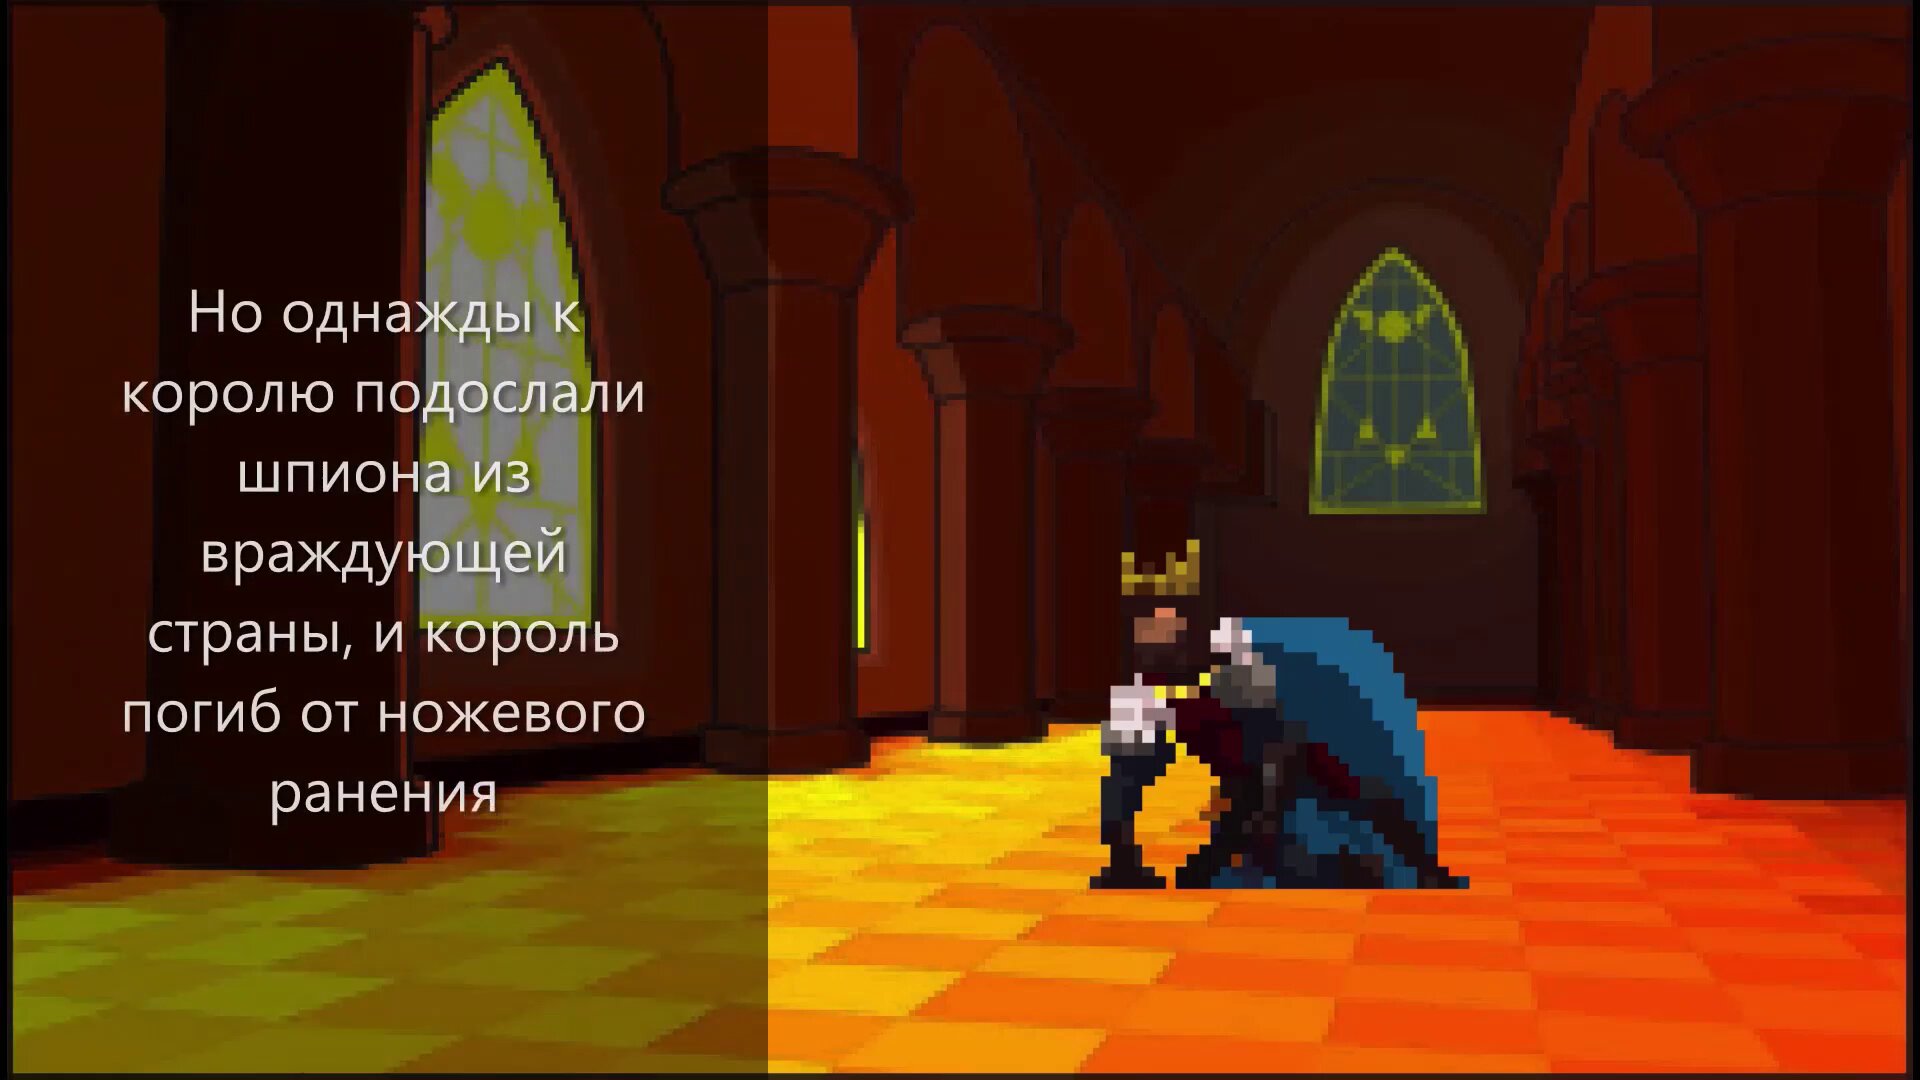 Но однажды к
королю подослали
шпиона из
враждующей
страны, и король
погиб от ножевого
ранения